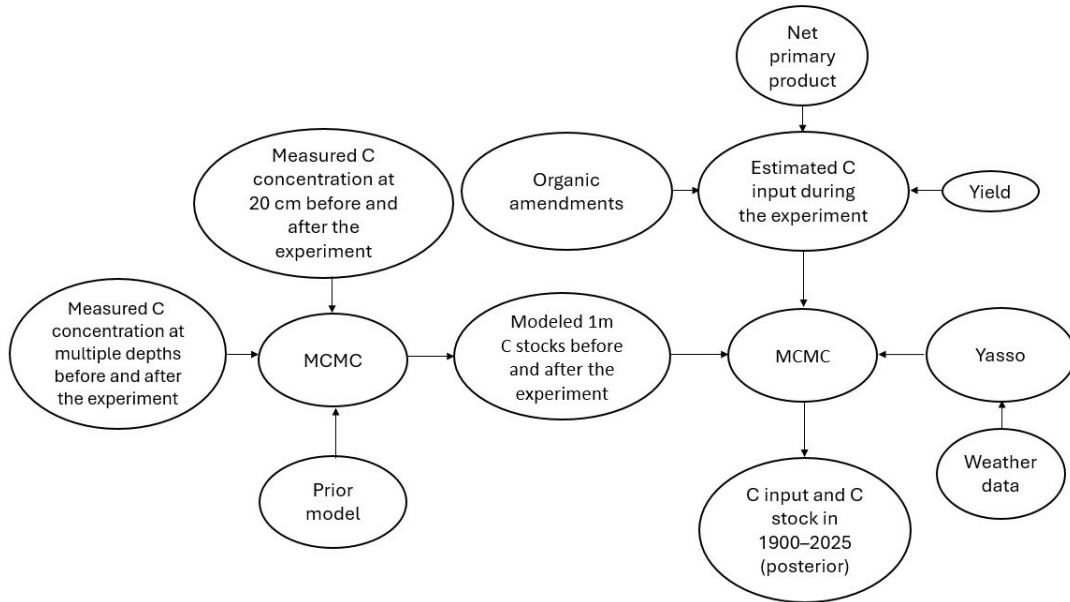 Net
primary
product
Measured C
concentration at
20 cm before and
after the
experiment
Organic
amendments
Estimated C
input during
the experiment
Yield
Measured C
concentration at
multiple depths
before and after
the experiment
MCMC
Modeled 1m
C stocks before
and after the
experiment
MCMC
Yasso
Prior
model
C input and C
stock in
1900–2025
(posterior)
Weather
data